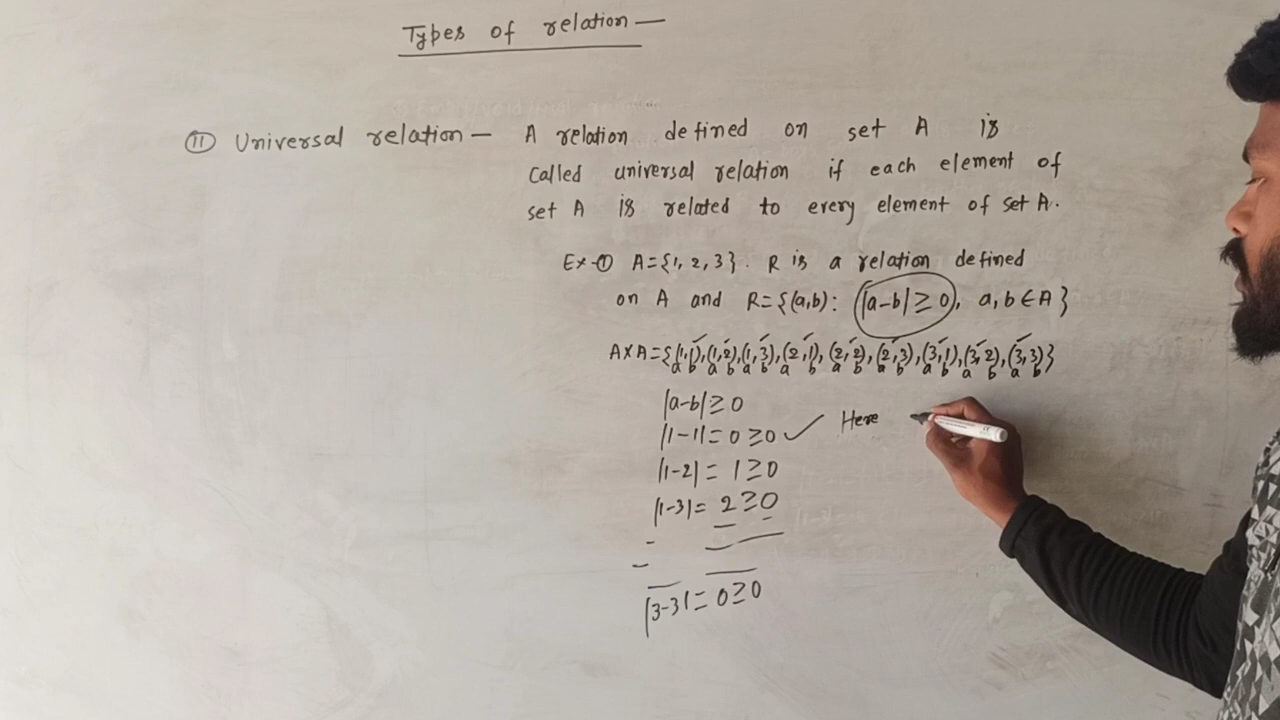 Types of relation —
(11) Universal relation — A relation defined on set A is
called universal relation if each element of
set A is related to every element of set A.
Ex-① A={1, 2, 3}. R is a relation defined
on A and R={(a,b): |a-b|≥0, a,b∈A}
A×A={(1,1),(1,2),(1,3),(2,1),(2,2),(2,3),(3,1),(3,2),(3,3)}
a b a b a b a b a b a b a b a b a b
|a-b|≥0
|1-1|=0≥0 ✓ Here
|1-2|=1≥0
|1-3|=2≥0
|3-3|=0≥0